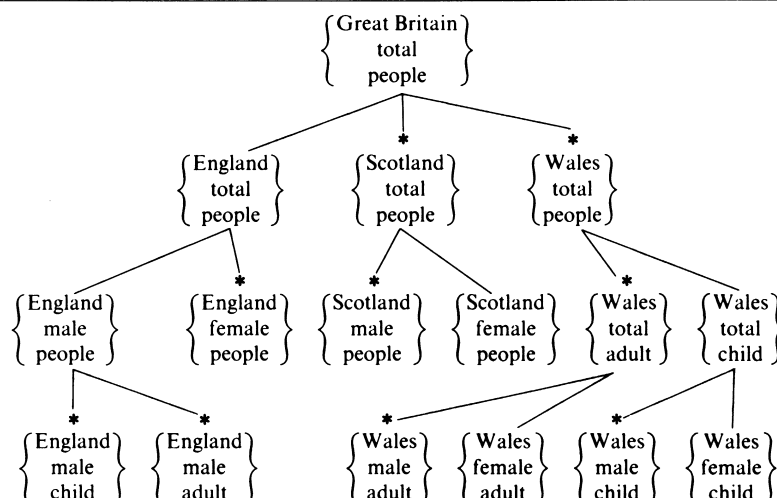 Great Britain
total
people
England
total
people
*
Scotland
total
people
*
Wales
total
people
England
male
people
*
England
female
people
*
Scotland
male
people
Scotland
female
people
*
Wales
total
adult
Wales
total
child
*
England
male
child
*
England
male
adult
*
Wales
male
adult
Wales
female
adult
*
Wales
male
child
Wales
female
child